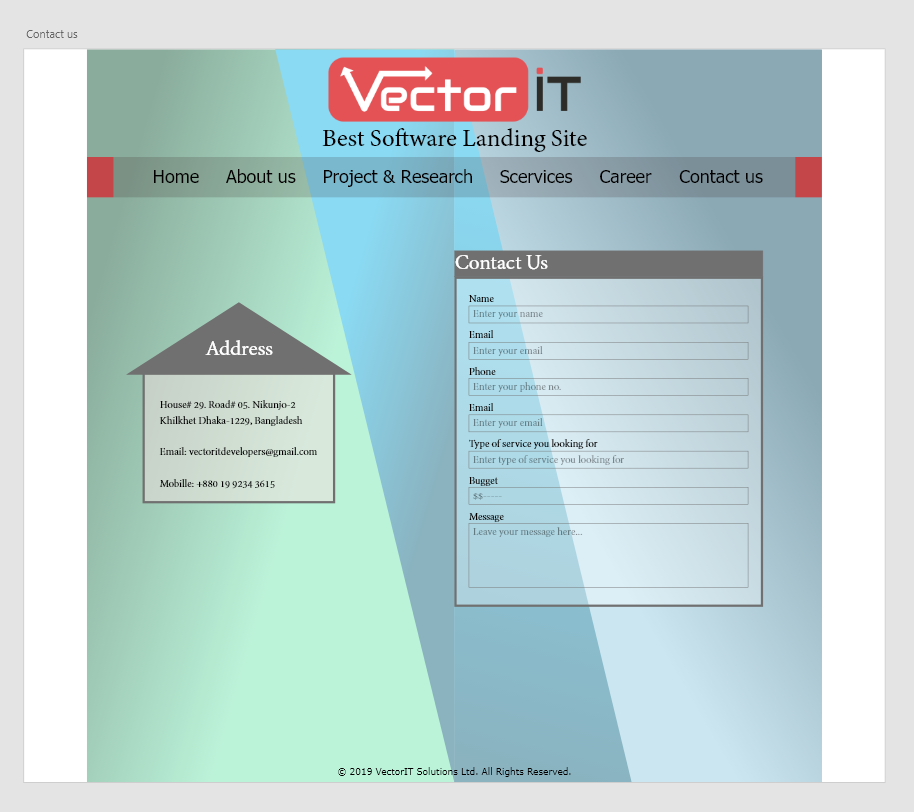 Contact us
Vector iT
Best Software Landing Site
Home About us Project & Research Scervices Career Contact us
Contact Us
Name
Enter your name
Email
Enter your email
Phone
Enter your phone no.
Email
Enter your email
Type of service you looking for
Enter type of service you looking for
Bugget
$$------
Message
Leave your message here...
Address
House# 29. Road# 05. Nikunjo-2
Khilkhet Dhaka-1229, Bangladesh
Email: vectoritdevelopers@gmail.com
Mobille: +880 19 9234 3615
© 2019 VectorIT Solutions Ltd. All Rights Reserved.